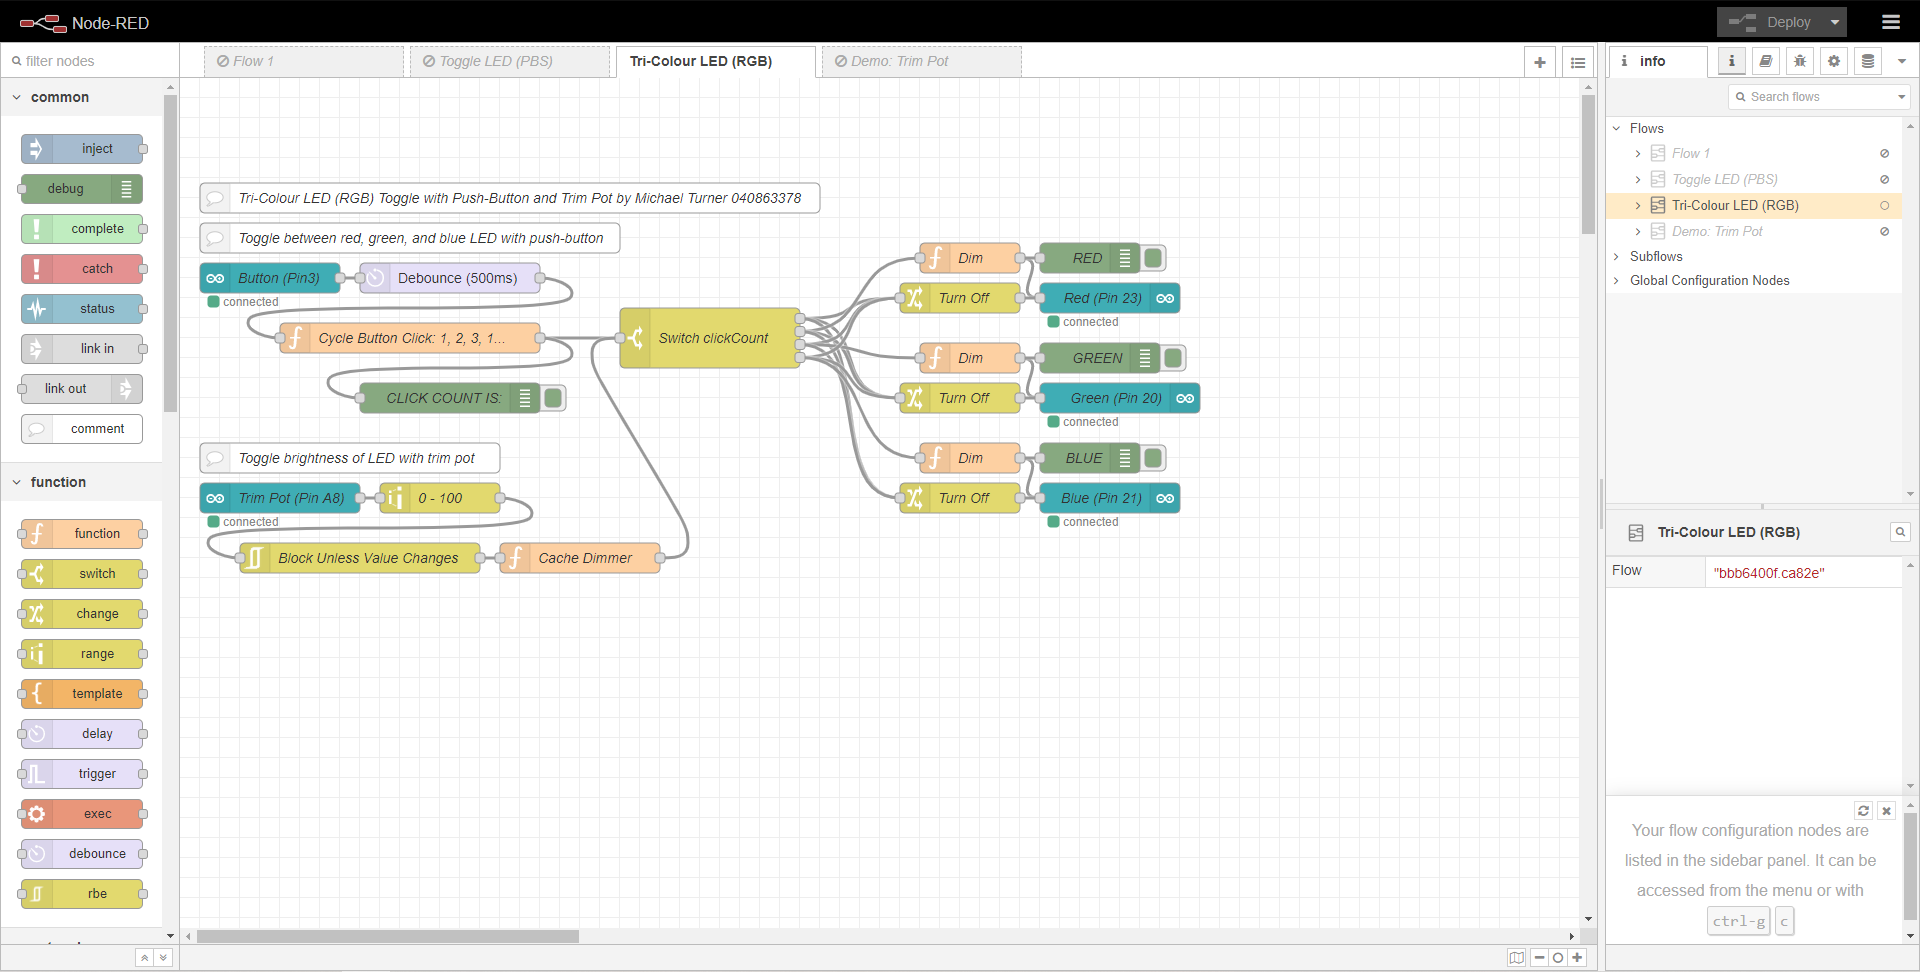 Node-RED
Deploy
filter nodes
Flow 1
Toggle LED (PBS)
Tri-Colour LED (RGB)
Demo: Trim Pot
info
common
inject
debug
complete
catch
status
link in
link out
comment
function
function
switch
change
range
template
delay
trigger
exec
debounce
rbe
Tri-Colour LED (RGB) Toggle with Push-Button and Trim Pot by Michael Turner 040863378
Toggle between red, green, and blue LED with push-button
Button (Pin3)
Debounce (500ms)
connected
Cycle Button Click: 1, 2, 3, 1...
CLICK COUNT IS:
Toggle brightness of LED with trim pot
Trim Pot (Pin A8)
0 - 100
connected
Block Unless Value Changes
Cache Dimmer
Switch clickCount
Dim
RED
Turn Off
Red (Pin 23)
connected
Dim
GREEN
Turn Off
Green (Pin 20)
connected
Dim
BLUE
Turn Off
Blue (Pin 21)
connected
Search flows
Flows
Flow 1
Toggle LED (PBS)
Tri-Colour LED (RGB)
Demo: Trim Pot
Subflows
Global Configuration Nodes
Tri-Colour LED (RGB)
Flow
"bbb6400f.ca82e"
Your flow configuration nodes are
listed in the sidebar panel. It can be
accessed from the menu or with
ctrl-g c